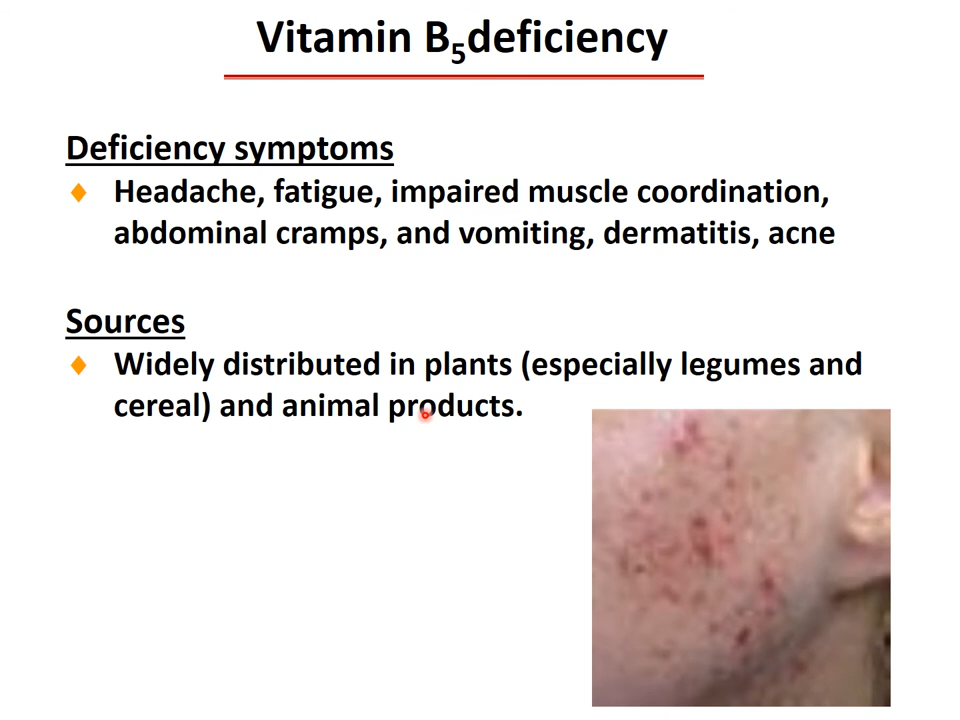 Vitamin B5deficiency
Deficiency symptoms
Headache, fatigue, impaired muscle coordination,
abdominal cramps, and vomiting, dermatitis, acne
Sources
Widely distributed in plants (especially legumes and
cereal) and animal products.